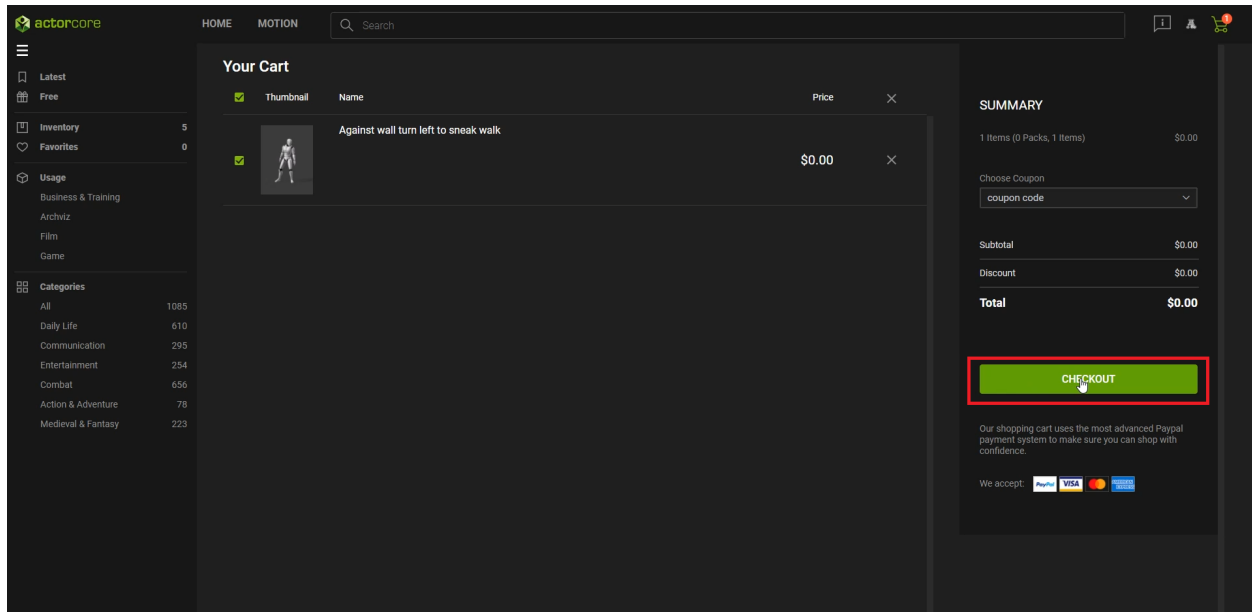 actorcore
HOME
MOTION
Search
1
Latest
Free
Inventory 5
Favorites 0
Usage
Business & Training
Archviz
Film
Game
Categories
All 1085
Daily Life 610
Communication 295
Entertainment 254
Combat 656
Action & Adventure 78
Medieval & Fantasy 223
Your Cart
Thumbnail Name Price
Against wall turn left to sneak walk
$0.00
SUMMARY
1 Items (0 Packs, 1 Items) $0.00
Choose Coupon
coupon code
Subtotal $0.00
Discount $0.00
Total $0.00
CHECKOUT
Our shopping cart uses the most advanced Paypal
payment system to make sure you can shop with
confidence.
We accept: PayPal VISA